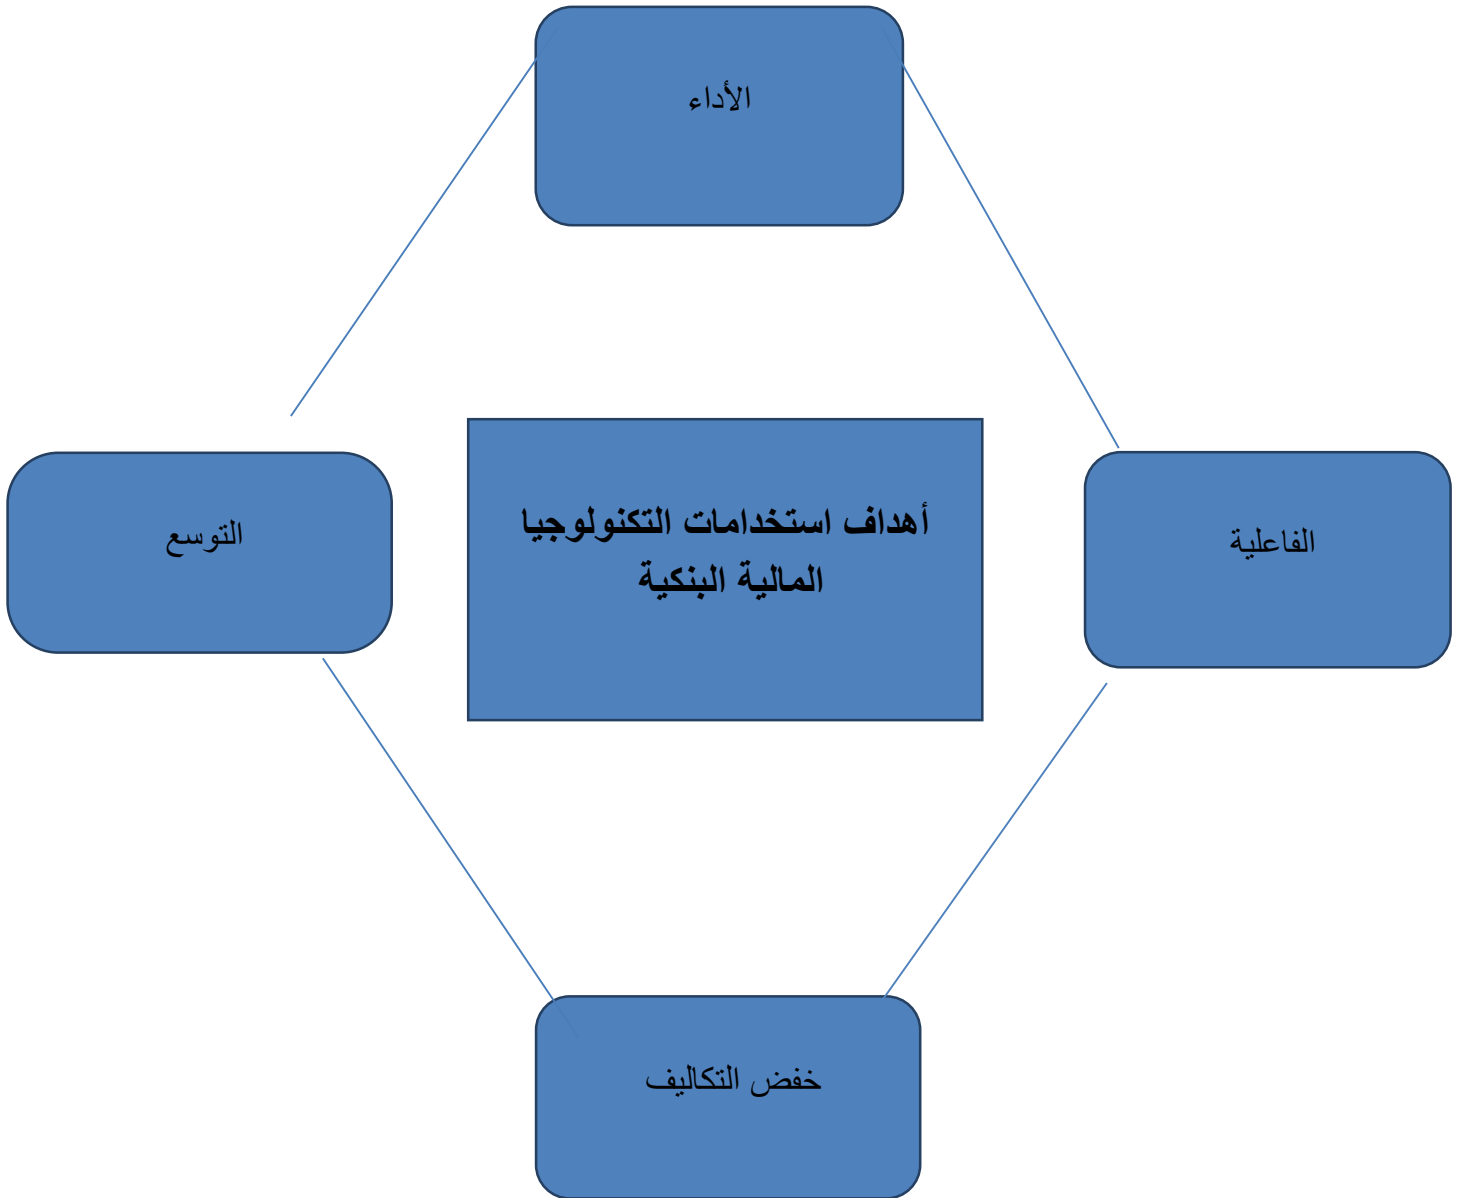 الأداء
أهداف استخدامات التكنولوجيا
المالية البنكية
الفاعلية
التوسع
خفض التكاليف